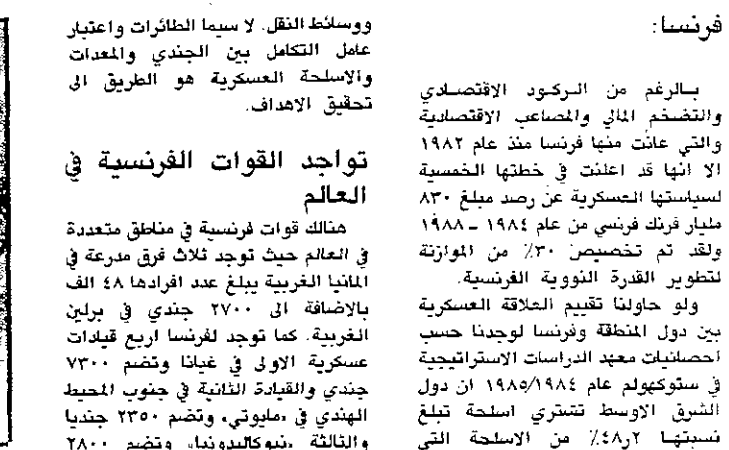 فرنسا:
بالرغم من الركود الاقتصادي
والتضخم المالي والمصاعب الاقتصادية
والتي عانت منها فرنسا منذ عام ١٩٨٢
الا انها قد اعلنت في خطتها الخمسية
لسياستها العسكرية عن رصد مبلغ ٨٣٠
مليار فرنك فرنسي من عام ١٩٨٤ - ١٩٨٨
ولقد تم تخصيص ٣٠٪ من الموازنة
لتطوير القدرة النووية الفرنسية.
ولو حاولنا تقييم العلاقة العسكرية
بين دول المنطقة وفرنسا لوجدنا حسب
احصائيات معهد الدراسات الاستراتيجية
في ستوكهولم عام ١٩٨٥/١٩٨٤ ان دول
الشرق الاوسط تشتري اسلحة تبلغ
نسبتها ٤٨٫٢٪ من الاسلحة التي
ووسائط النقل. لا سيما الطائرات واعتبار
عامل التكامل بين الجندي والمعدات
والاسلحة العسكرية هو الطريق الى
تحقيق الاهداف.
تواجد القوات الفرنسية في
العالم
هنالك قوات فرنسية في مناطق متعددة
في العالم حيث توجد ثلاث فرق مدرعة في
المانيا الغربية يبلغ عدد افرادها ٤٨ الف
بالاضافة الى ٢٧٠٠ جندي في برلين
الغربية. كما توجد لفرنسا اربع قيادات
عسكرية الاولى في غيانا وتضم ٧٣٠٠
جندي والقيادة الثانية في جنوب المحيط
الهندي في «مايوتي» وتضم ٢٣٥٠ جنديا
والثالثة «نيوكاليدونيا» وتضم ٢٨٠٠